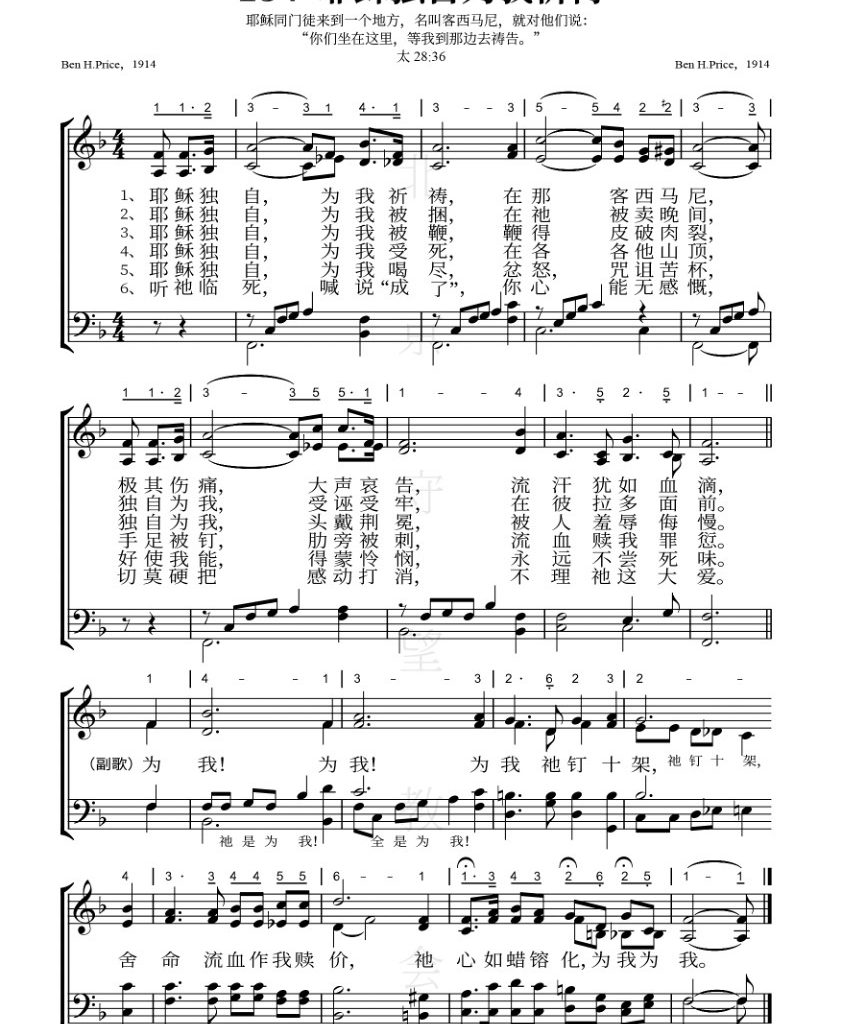 耶稣同门徒来到一个地方，名叫客西马尼，就对他们说：
“你们坐在这里，等我到那边去祷告。”
太 28:36
Ben H.Price，1914 Ben H.Price，1914
1 1· 2 3 - 3 1 4· 1 3 - - 3 5 - 5 4 2 2 3 - 3
1、耶稣独 自， 为我祈 祷， 在那 客西马尼，
2、耶稣独 自， 为我被 捆， 在祂 被卖晚间，
3、耶稣独 自， 为我被 鞭， 鞭得 皮破肉裂，
4、耶稣独 自， 为我受 死， 在各 各他山顶，
5、耶稣独 自， 为我喝 尽， 忿怒， 咒诅苦杯，
6、听祂临 死， 喊说“成 了”， 你心 能无感慨，
1 1· 2 3 - 3 5 5· 1 1 - - 4 3· 5 2· 5 1 - -
极其伤 痛， 大声哀 告， 流 汗犹如血 滴，
独自为 我， 受诬受 牢， 在 彼拉多面 前。
独自为 我， 头戴荆 冕， 被 人羞辱侮 慢。
手足被 钉， 肋旁被 刺， 流 血赎我罪 愆。
好使我 能， 得蒙怜 悯， 永 远不尝死 味。
切莫硬 把 感动打 消， 不 理祂这大 爱。
1 4 - - 1 3 - - 3 2· 6 2 3 2 - -
（副歌）为 我！ 为 我！ 为 我 祂钉十 架，祂钉十 架，
祂是为 我！ 全是为 我！
4 3 - 3 4 4 5 5 6 - - 1 1· 3 4 3 2 6 2 5 1 - 1
舍 命 流血作我赎 价， 祂 心如蜡镕 化，为我为 我。
北京守望教会